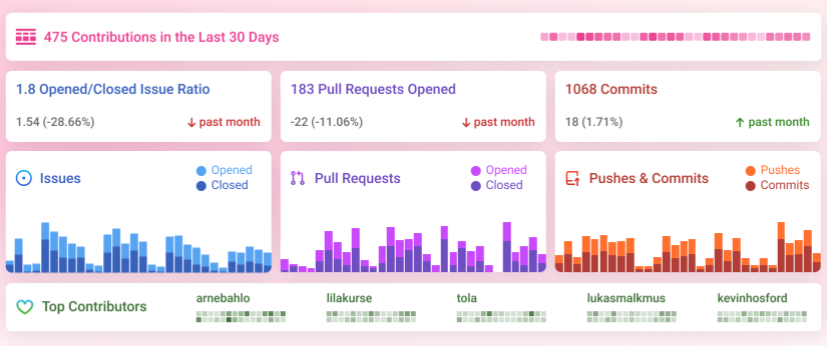 475 Contributions in the Last 30 Days
1.8 Opened/Closed Issue Ratio
1.54 (-28.66%) ↓ past month
183 Pull Requests Opened
-22 (-11.06%) ↓ past month
1068 Commits
18 (1.71%) ↑ past month
Issues
Opened
Closed
Pull Requests
Opened
Closed
Pushes & Commits
Pushes
Commits
Top Contributors
arnebahlo
lilakurse
tola
lukasmalkmus
kevinhosford